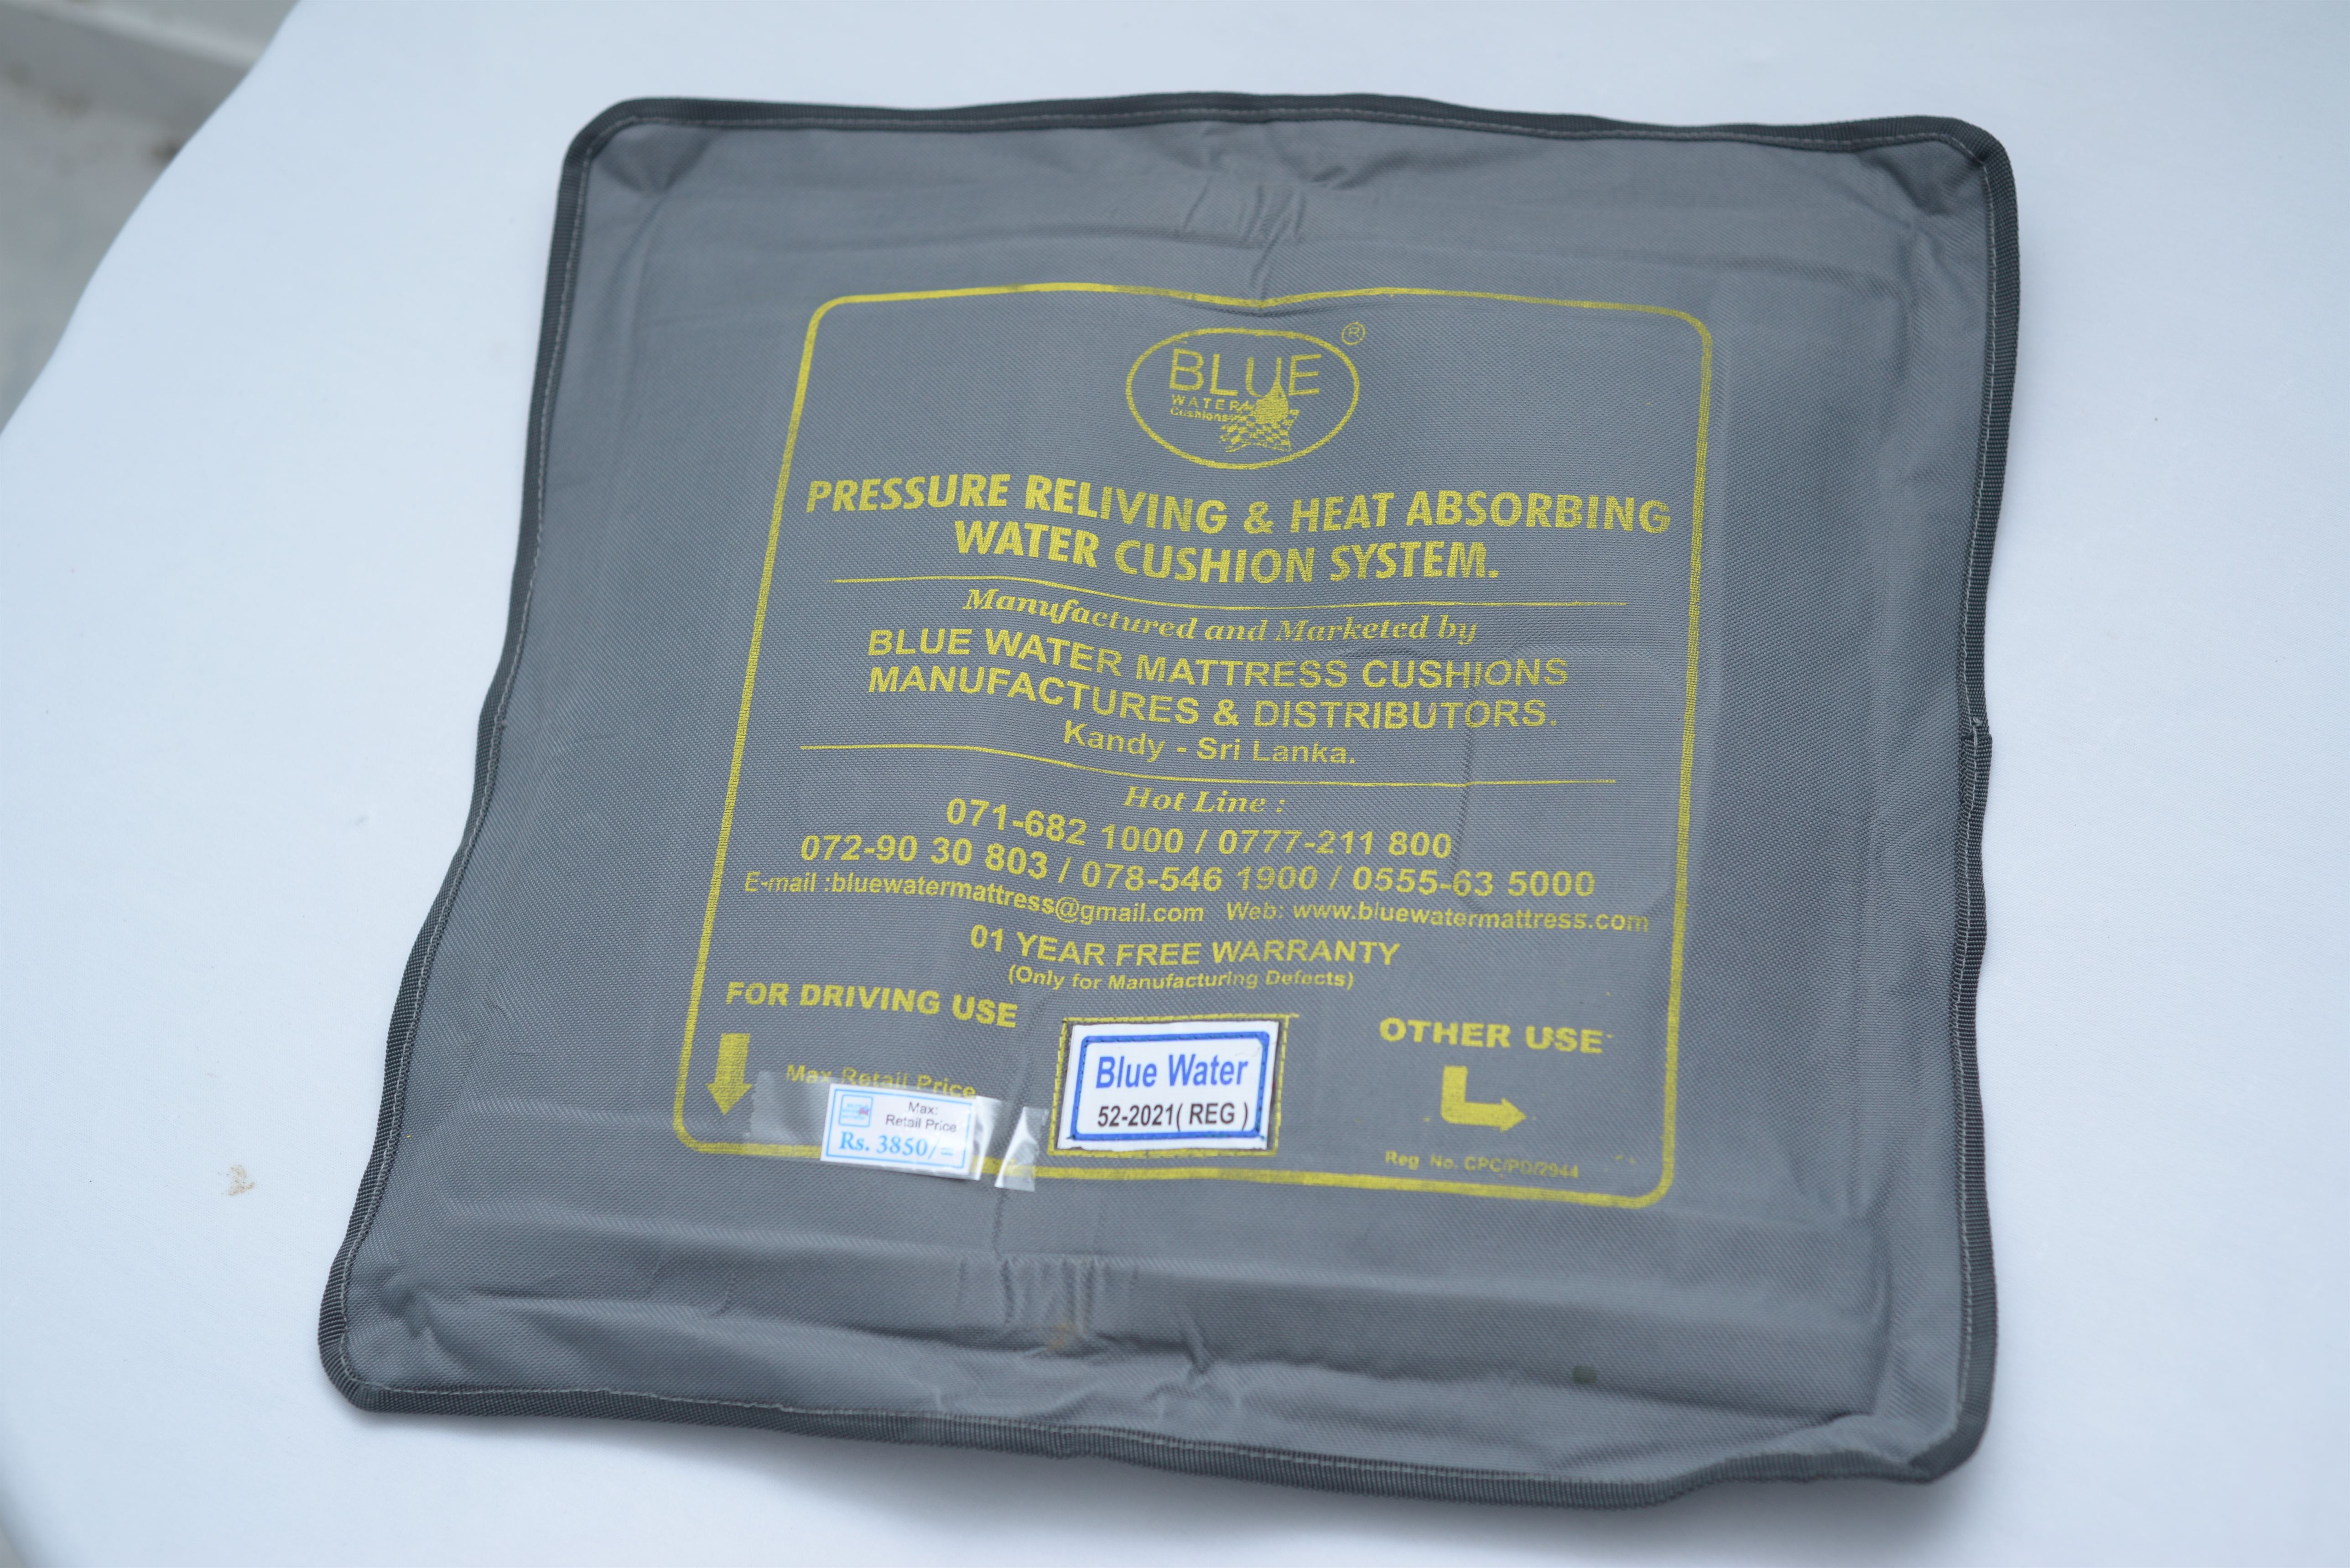 BLUE ®
WATER
Cushions
PRESSURE RELIVING & HEAT ABSORBING
WATER CUSHION SYSTEM.
Manufactured and Marketed by
BLUE WATER MATTRESS CUSHIONS
MANUFACTURES & DISTRIBUTORS.
Kandy - Sri Lanka.
Hot Line :
071-682 1000 / 0777-211 800
072-90 30 803 / 078-546 1900 / 0555-63 5000
E-mail :bluewatermattress@gmail.com Web: www.bluewatermattress.com
01 YEAR FREE WARRANTY
(Only for Manufacturing Defects)
FOR DRIVING USE
Max Retail Price
Max:
Retail Price
Rs. 3850/=
Blue Water
52-2021( REG )
OTHER USE
Reg. No. CPC/PD/2944